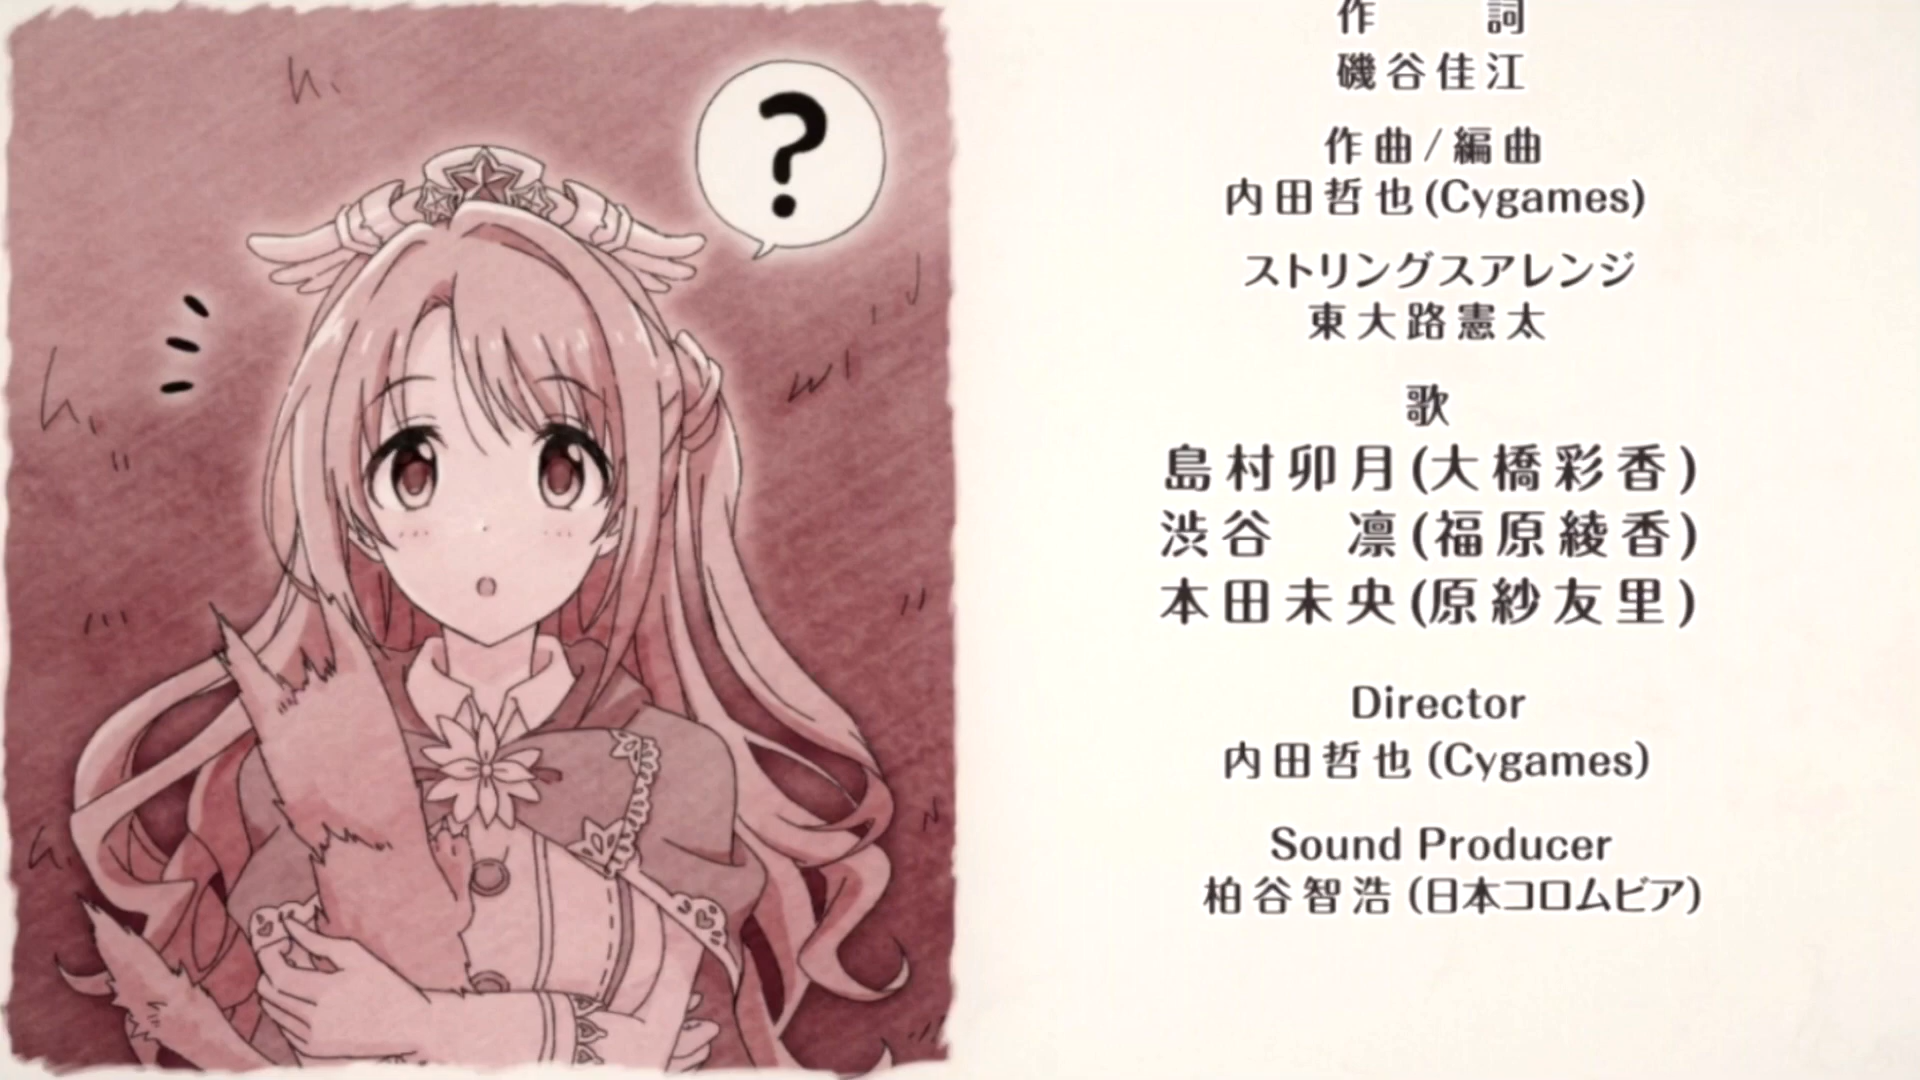 ?
作　詞
磯谷佳江
作曲/編曲
内田哲也(Cygames)
ストリングスアレンジ
東大路憲太
歌
島村卯月(大橋彩香)
渋谷　凛(福原綾香)
本田未央(原紗友里)
Director
内田哲也(Cygames)
Sound Producer
柏谷智浩(日本コロムビア)